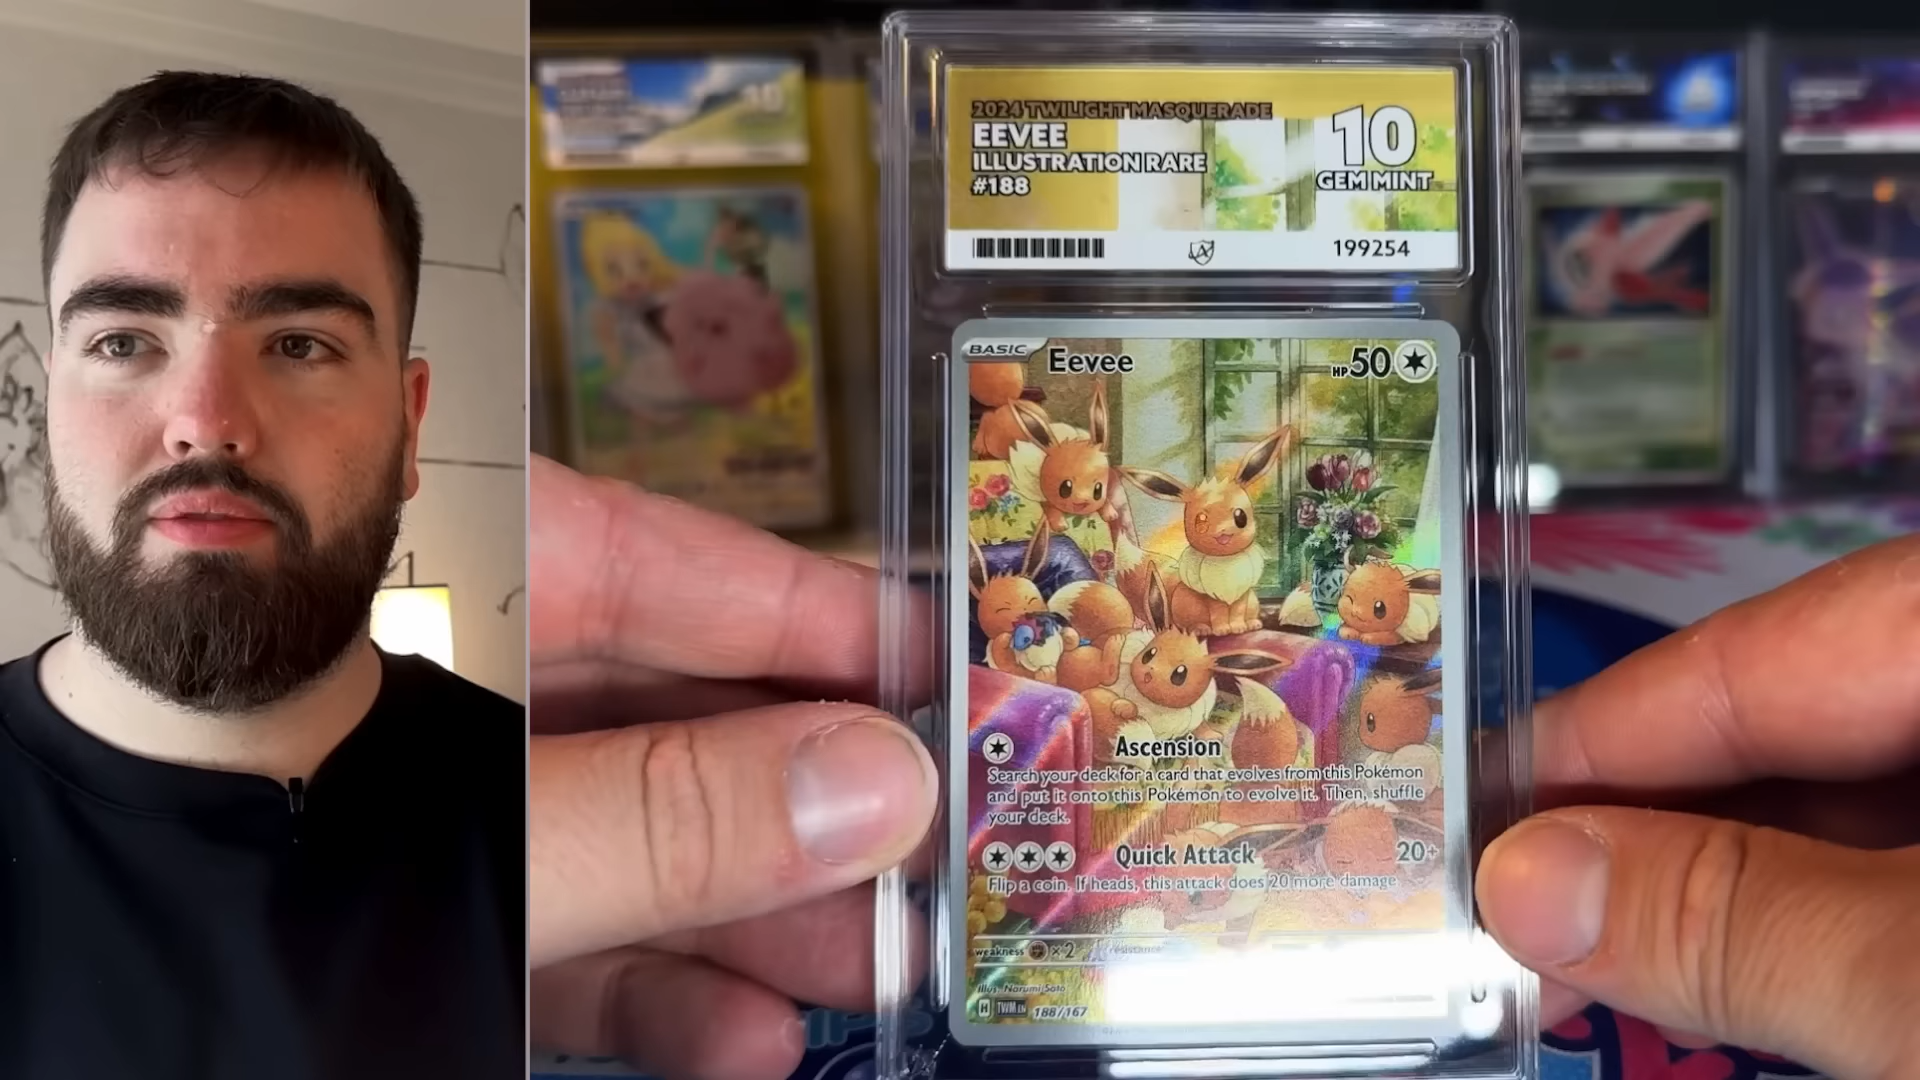 2024 TWILIGHT MASQUERADE
EEVEE
ILLUSTRATION RARE
#188
10
GEM MINT
199254
BASIC
Eevee
HP 50
Ascension
Search your deck for a card that evolves from this Pokémon
and put it onto this Pokémon to evolve it. Then, shuffle
your deck.
Quick Attack 20+
Flip a coin. If heads, this attack does 20 more damage
weakness ×2 resistance
Illus. Narumi Sato
H TWM EN 188/167